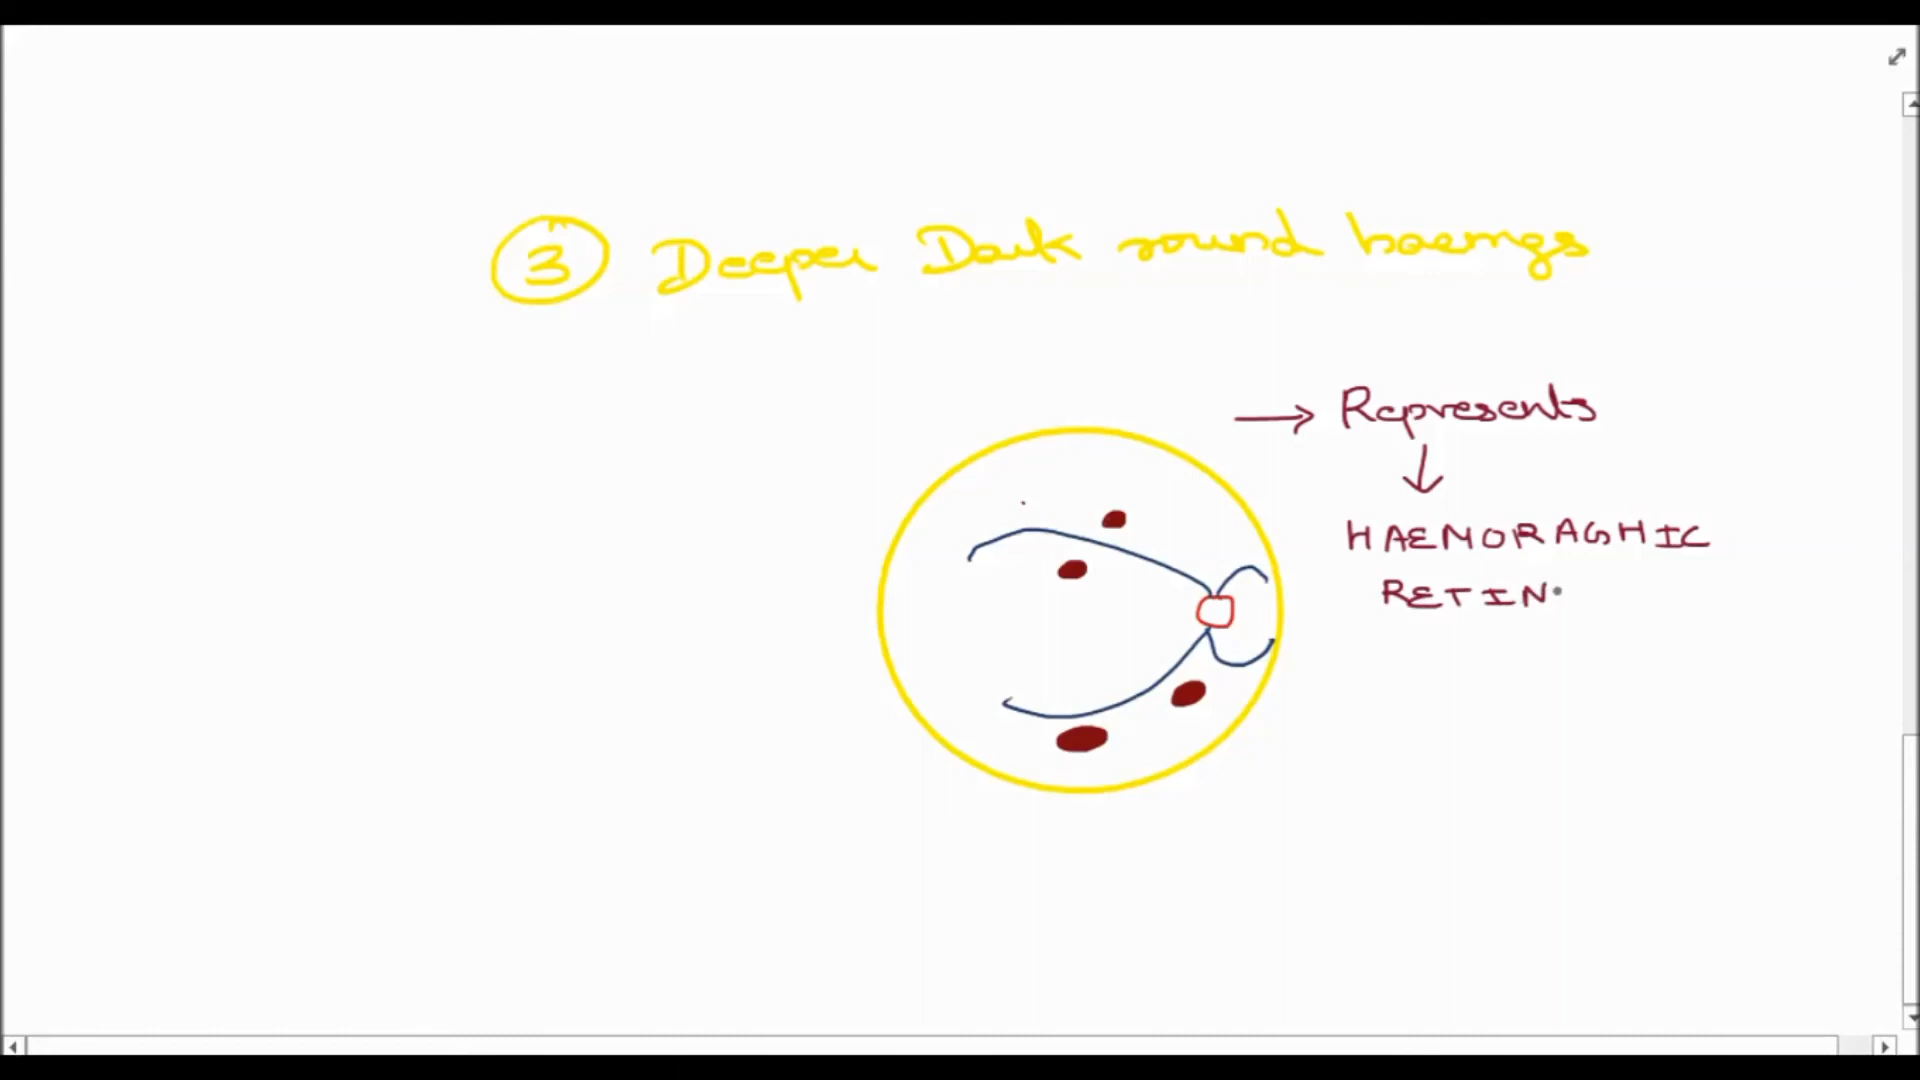 3 Deeper Dark round haemgs
→ Represents
↓
HAEMORAGHIC
RETIN